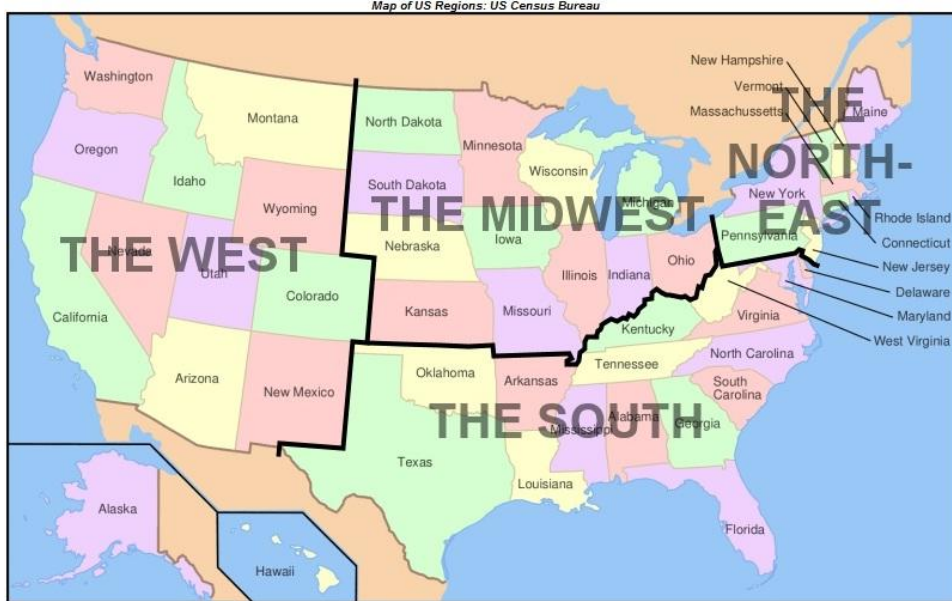 Map of US Regions: US Census Bureau
Washington
Montana
North Dakota
Minnesota
New Hampshire
Vermont
Massachussetts
THE
NORTH-
EAST
Maine
Oregon
Idaho
Wyoming
South Dakota
Wisconsin
Michigan
New York
Rhode Island
Connecticut
New Jersey
Delaware
Maryland
West Virginia
THE WEST
THE MIDWEST
Nevada
Utah
Colorado
California
Nebraska
Iowa
Kansas
Missouri
Illinois
Indiana
Ohio
Pennsylvania
Kentucky
Virginia
Arizona
New Mexico
Oklahoma
Arkansas
Tennessee
North Carolina
South
Carolina
THE SOUTH
Mississippi
Alabama
Georgia
Texas
Louisiana
Florida
Alaska
Hawaii